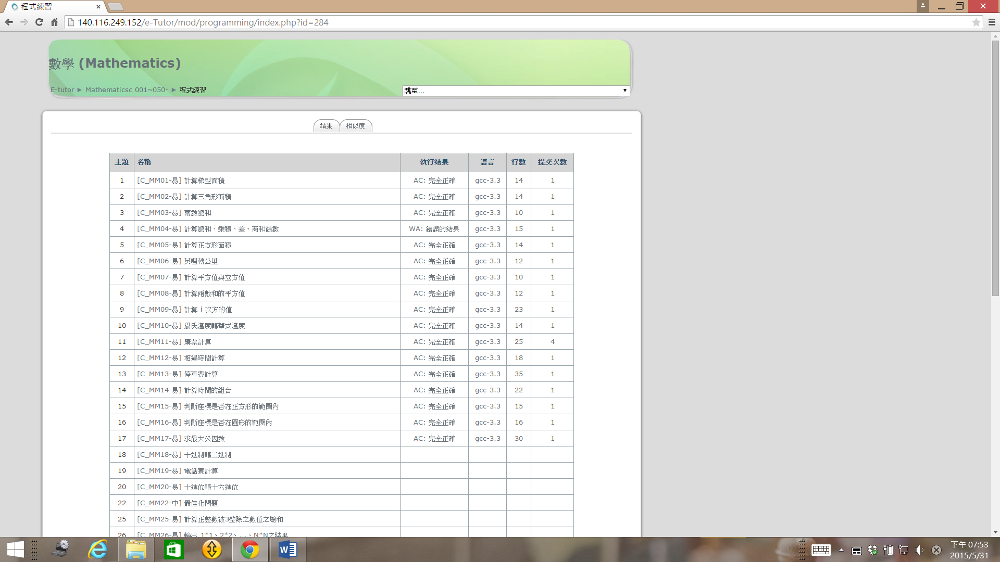 程式練習
140.116.249.152/e-Tutor/mod/programming/index.php?id=284
數學 (Mathematics)
E-tutor ► Mathematicsc 001~050- ► 程式練習
跳至...
结果 相似度
主題 名稱 執行结果 語言 行數 提交次數
1 [C_MM01-易] 計算梯型面積 AC: 完全正確 gcc-3.3 14 1
2 [C_MM02-易] 計算三角形面積 AC: 完全正確 gcc-3.3 14 1
3 [C_MM03-易] 兩數總和 AC: 完全正確 gcc-3.3 10 1
4 [C_MM04-易] 計算總和、乘積、差、商和餘數 WA: 錯誤的结果 gcc-3.3 15 1
5 [C_MM05-易] 計算正方形面積 AC: 完全正確 gcc-3.3 14 1
6 [C_MM06-易] 英哩轉公里 AC: 完全正確 gcc-3.3 12 1
7 [C_MM07-易] 計算平方值與立方值 AC: 完全正確 gcc-3.3 10 1
8 [C_MM08-易] 計算兩數和的平方值 AC: 完全正確 gcc-3.3 12 1
9 [C_MM09-易] 計算 i 次方的值 AC: 完全正確 gcc-3.3 23 1
10 [C_MM10-易] 攝氏溫度轉華式溫度 AC: 完全正確 gcc-3.3 14 1
11 [C_MM11-易] 購票計算 AC: 完全正確 gcc-3.3 25 4
12 [C_MM12-易] 相遇時間計算 AC: 完全正確 gcc-3.3 18 1
13 [C_MM13-易] 停車費計算 AC: 完全正確 gcc-3.3 35 1
14 [C_MM14-易] 計算時間的組合 AC: 完全正確 gcc-3.3 22 1
15 [C_MM15-易] 判斷座標是否在正方形的範圍內 AC: 完全正確 gcc-3.3 15 1
16 [C_MM16-易] 判斷座標是否在圓形的範圍內 AC: 完全正確 gcc-3.3 16 1
17 [C_MM17-易] 求最大公因數 AC: 完全正確 gcc-3.3 30 1
18 [C_MM18-易] 十進制轉二進制
19 [C_MM19-易] 電話費計算
20 [C_MM20-易] 十進位轉十六進位
22 [C_MM22-中] 最佳化問題
25 [C_MM25-易] 計算正整數被3整除之數值之總和
26 [C_MM26-易] 輸出 1*1、2*2、...、N*N之結果
下午 07:53
2015/5/31